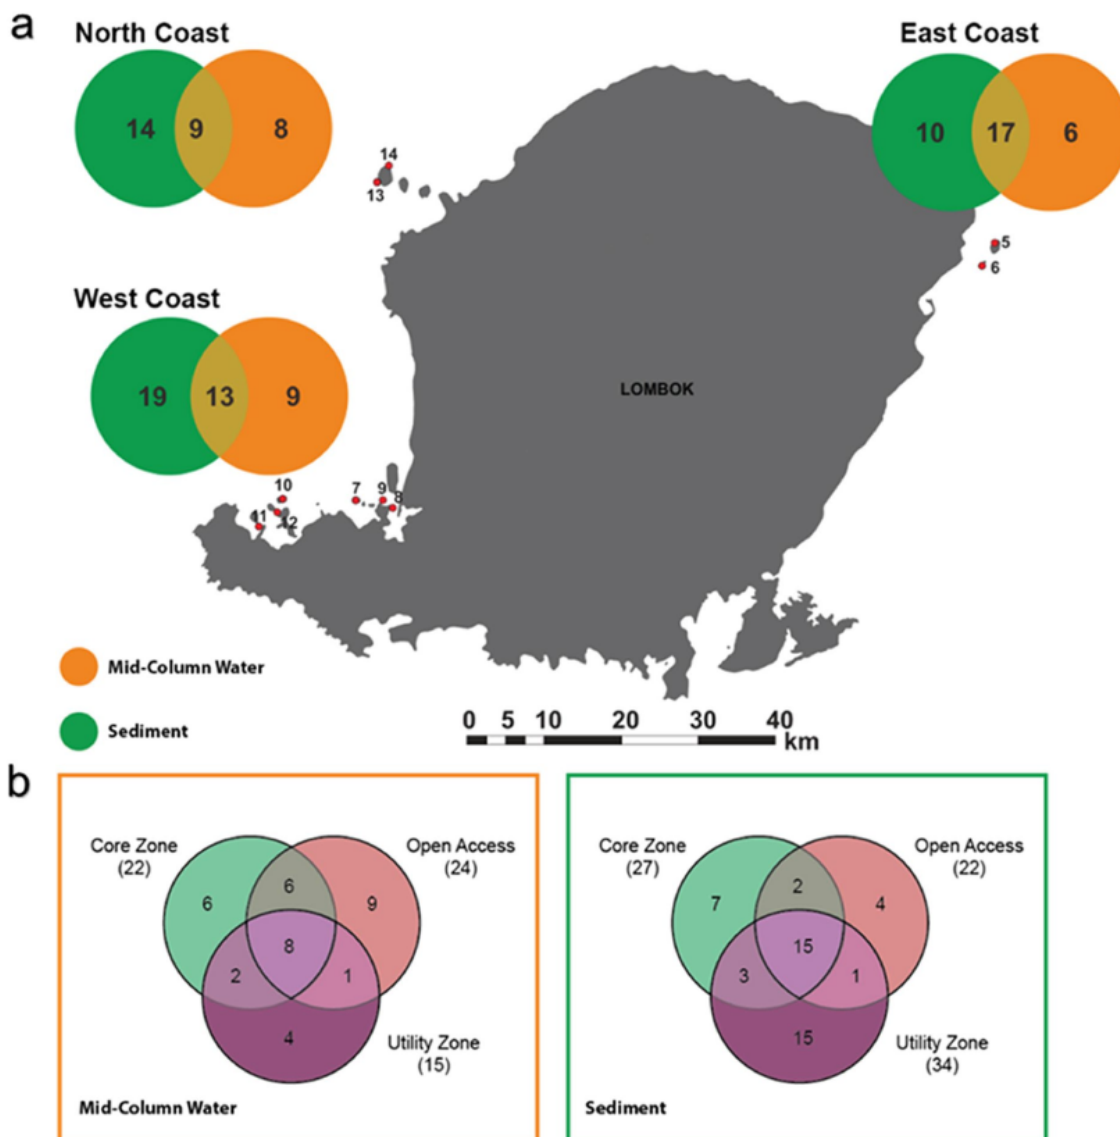 a
North Coast
14 9 8
East Coast
10 17 6
14
13
5
6
West Coast
19 13 9
LOMBOK
10
7
9
8
11
12
Mid-Column Water
Sediment
0 5 10 20 30 40
km
b
Core Zone
(22)
Open Access
(24)
6
6
9
8
2
1
4
Utility Zone
(15)
Mid-Column Water
Core Zone
(27)
Open Access
(22)
2
7
4
15
3
1
15
Utility Zone
(34)
Sediment